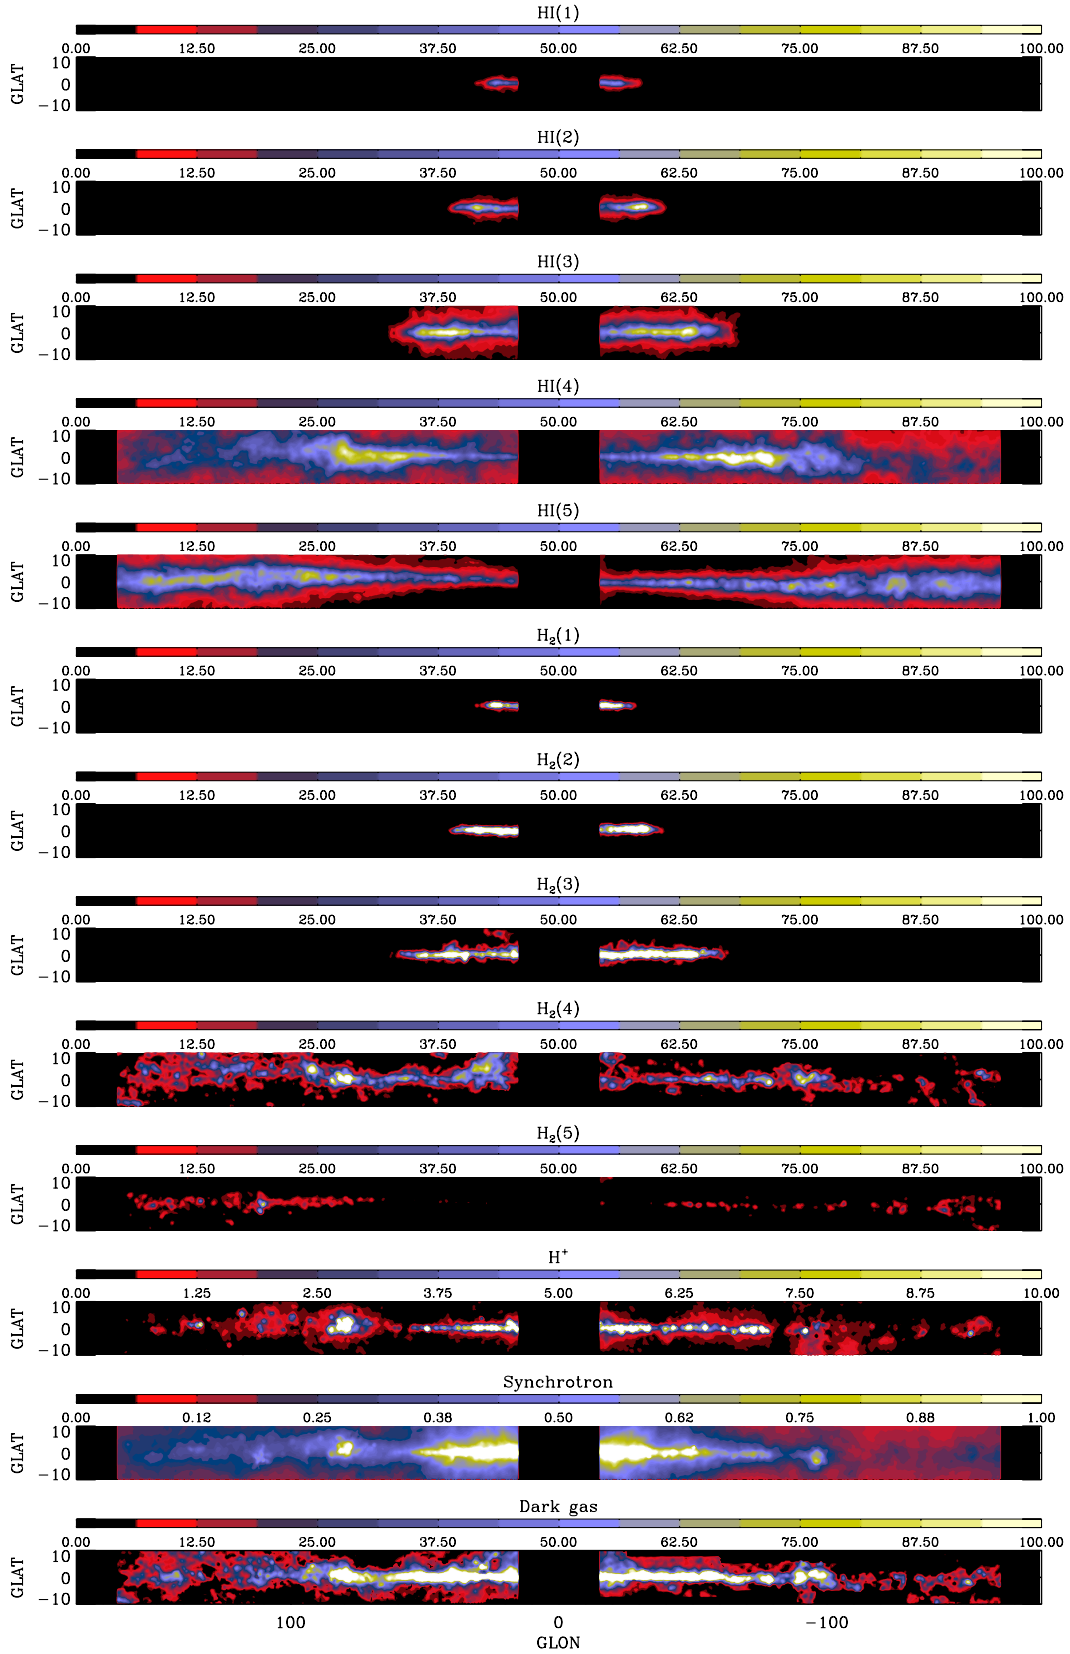 HI(1)
0.00 12.50 25.00 37.50 50.00 62.50 75.00 87.50 100.00
GLAT
10
0
−10
HI(2)
0.00 12.50 25.00 37.50 50.00 62.50 75.00 87.50 100.00
GLAT
10
0
−10
HI(3)
0.00 12.50 25.00 37.50 50.00 62.50 75.00 87.50 100.00
GLAT
10
0
−10
HI(4)
0.00 12.50 25.00 37.50 50.00 62.50 75.00 87.50 100.00
GLAT
10
0
−10
HI(5)
0.00 12.50 25.00 37.50 50.00 62.50 75.00 87.50 100.00
GLAT
10
0
−10
H₂(1)
0.00 12.50 25.00 37.50 50.00 62.50 75.00 87.50 100.00
GLAT
10
0
−10
H₂(2)
0.00 12.50 25.00 37.50 50.00 62.50 75.00 87.50 100.00
GLAT
10
0
−10
H₂(3)
0.00 12.50 25.00 37.50 50.00 62.50 75.00 87.50 100.00
GLAT
10
0
−10
H₂(4)
0.00 12.50 25.00 37.50 50.00 62.50 75.00 87.50 100.00
GLAT
10
0
−10
H₂(5)
0.00 12.50 25.00 37.50 50.00 62.50 75.00 87.50 100.00
GLAT
10
0
−10
H⁺
0.00 1.25 2.50 3.75 5.00 6.25 7.50 8.75 10.00
GLAT
10
0
−10
Synchrotron
0.00 0.12 0.25 0.38 0.50 0.62 0.75 0.88 1.00
GLAT
10
0
−10
Dark gas
0.00 12.50 25.00 37.50 50.00 62.50 75.00 87.50 100.00
GLAT
10
0
−10
100 0 −100
GLON